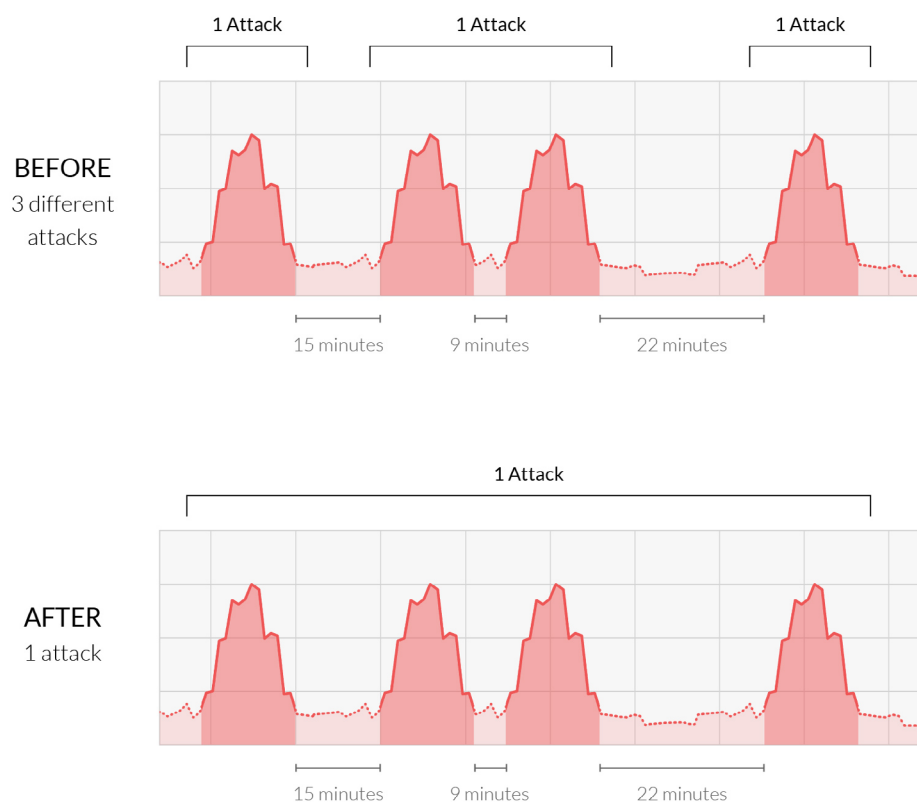 1 Attack
1 Attack
1 Attack
BEFORE
3 different
attacks
15 minutes
9 minutes
22 minutes
1 Attack
AFTER
1 attack
15 minutes
9 minutes
22 minutes